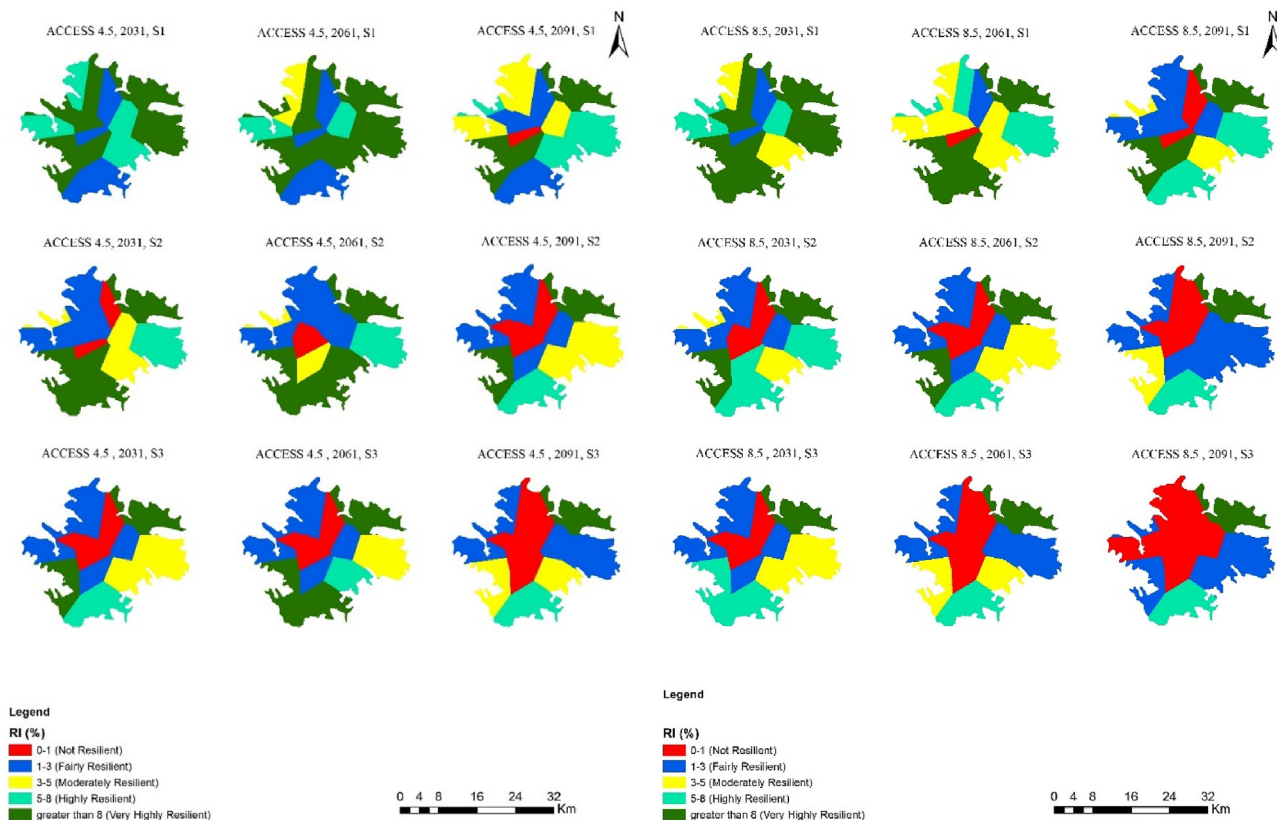 ACCESS 4.5, 2031, S1
ACCESS 4.5, 2061, S1
ACCESS 4.5, 2091, S1
N
ACCESS 8.5, 2031, S1
ACCESS 8.5, 2061, S1
ACCESS 8.5, 2091, S1
N
ACCESS 4.5, 2031, S2
ACCESS 4.5, 2061, S2
ACCESS 4.5, 2091, S2
ACCESS 8.5, 2031, S2
ACCESS 8.5, 2061, S2
ACCESS 8.5, 2091, S2
ACCESS 4.5 , 2031, S3
ACCESS 4.5 , 2061, S3
ACCESS 4.5 , 2091, S3
ACCESS 8.5 , 2031, S3
ACCESS 8.5 , 2061, S3
ACCESS 8.5 , 2091, S3
Legend
RI (%)
0-1 (Not Resilient)
1-3 (Fairly Resilient)
3-5 (Moderately Resilient)
5-8 (Highly Resilient)
greater than 8 (Very Highly Resilient)
0 4 8 16 24 32
Km
Legend
RI (%)
0-1 (Not Resilient)
1-3 (Fairly Resilient)
3-5 (Moderately Resilient)
5-8 (Highly Resilient)
greater than 8 (Very Highly Resilient)
0 4 8 16 24 32
Km